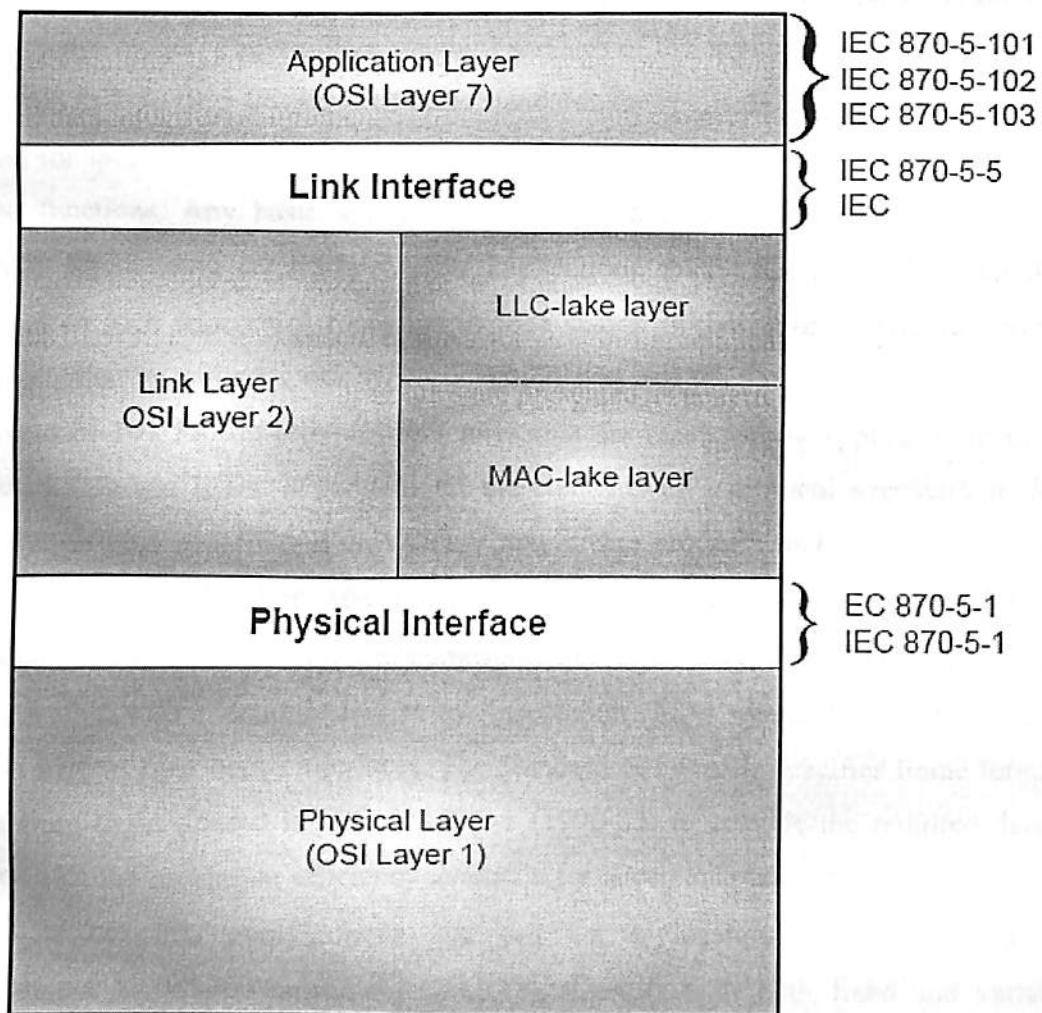 Application Layer
(OSI Layer 7)
IEC 870-5-101
IEC 870-5-102
IEC 870-5-103
Link Interface
IEC 870-5-5
IEC
Link Layer
OSI Layer 2)
LLC-lake layer
MAC-lake layer
Physical Interface
EC 870-5-1
IEC 870-5-1
Physical Layer
(OSI Layer 1)